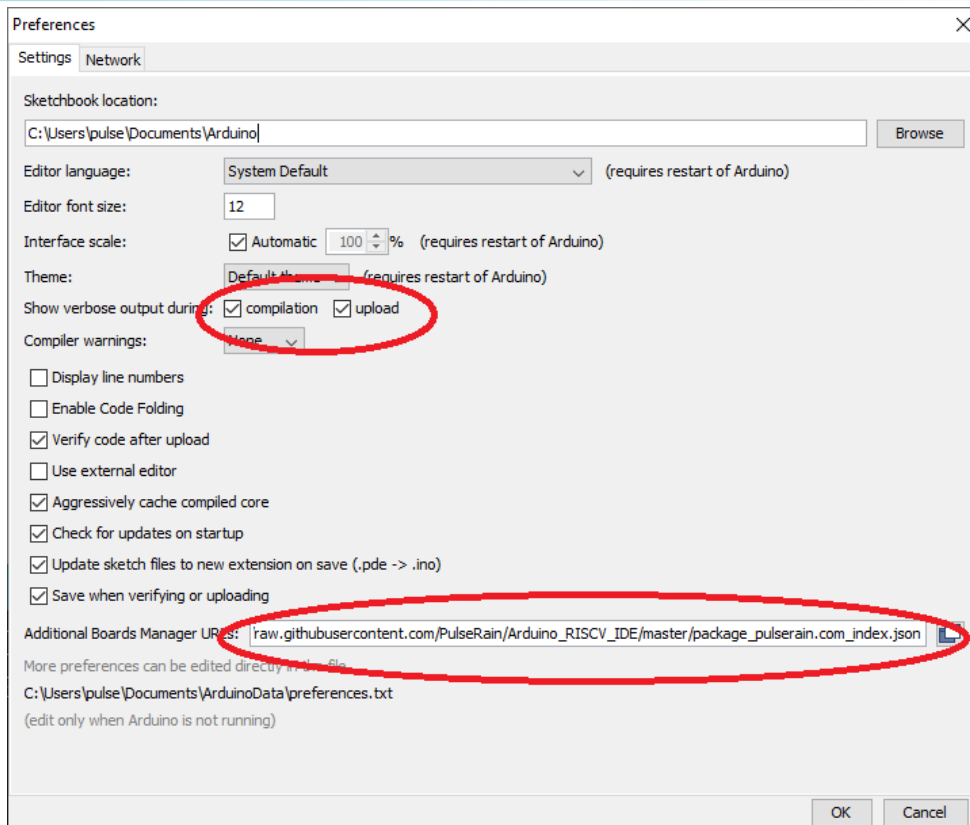 Preferences
Settings Network
Sketchbook location:
C:\Users\pulse\Documents\Arduino
Browse
Editor language: System Default (requires restart of Arduino)
Editor font size: 12
Interface scale: Automatic 100 % (requires restart of Arduino)
Theme: Default theme (requires restart of Arduino)
Show verbose output during: compilation upload
Compiler warnings: None
Display line numbers
Enable Code Folding
Verify code after upload
Use external editor
Aggressively cache compiled core
Check for updates on startup
Update sketch files to new extension on save (.pde -> .ino)
Save when verifying or uploading
Additional Boards Manager URLs: raw.githubusercontent.com/PulseRain/Arduino_RISCV_IDE/master/package_pulserain.com_index.json
More preferences can be edited directly in the file
C:\Users\pulse\Documents\ArduinoData\preferences.txt
(edit only when Arduino is not running)
OK Cancel